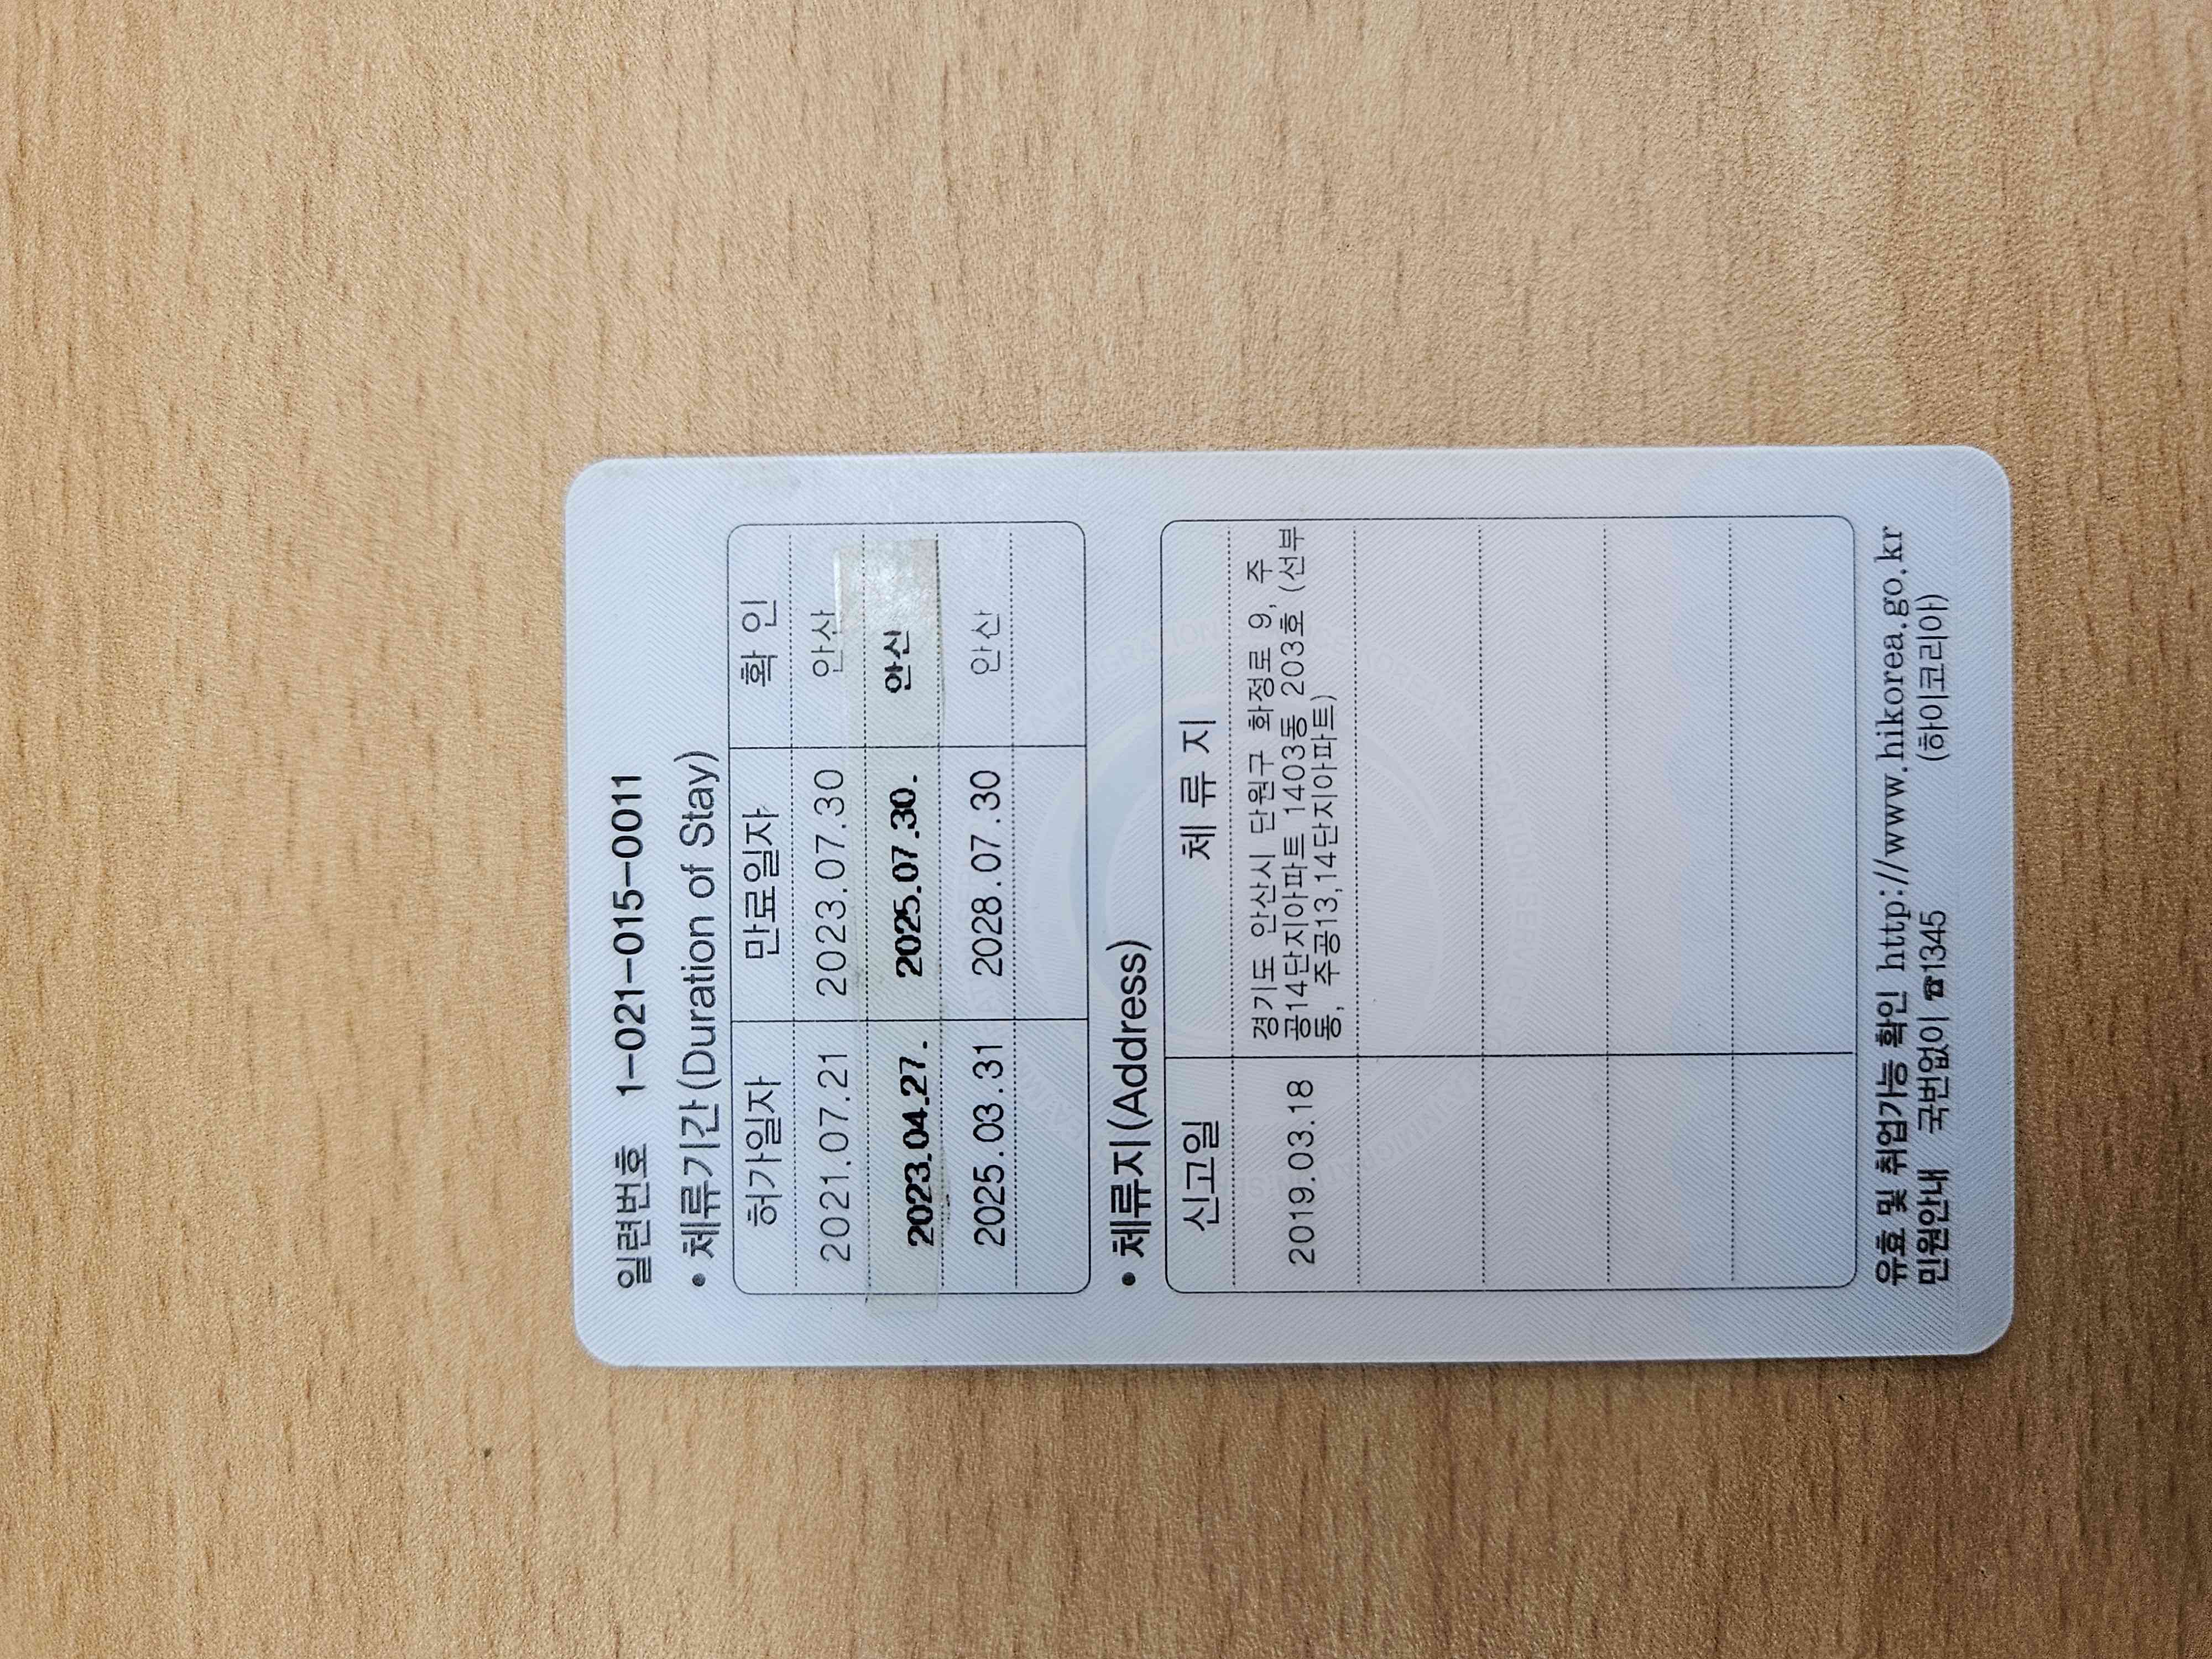 일련번호 1-021-015-0011
• 체류기간(Duration of Stay)
허가일자 만료일자 확 인
2021.07.21 2023.07.30 안산
2023.04.27. 2025.07.30. 안산
2025.03.31 2028.07.30 안산
• 체류지(Address)
신고일 체 류 지
2019.03.18 경기도 안산시 단원구 화정로 9, 주
공14단지아파트 1403동 203호 (선부
동, 주공13,14단지아파트)
유효 및 취업가능 확인 http://www.hikorea.go.kr
민원안내 국번없이 ☎1345 (하이코리아)